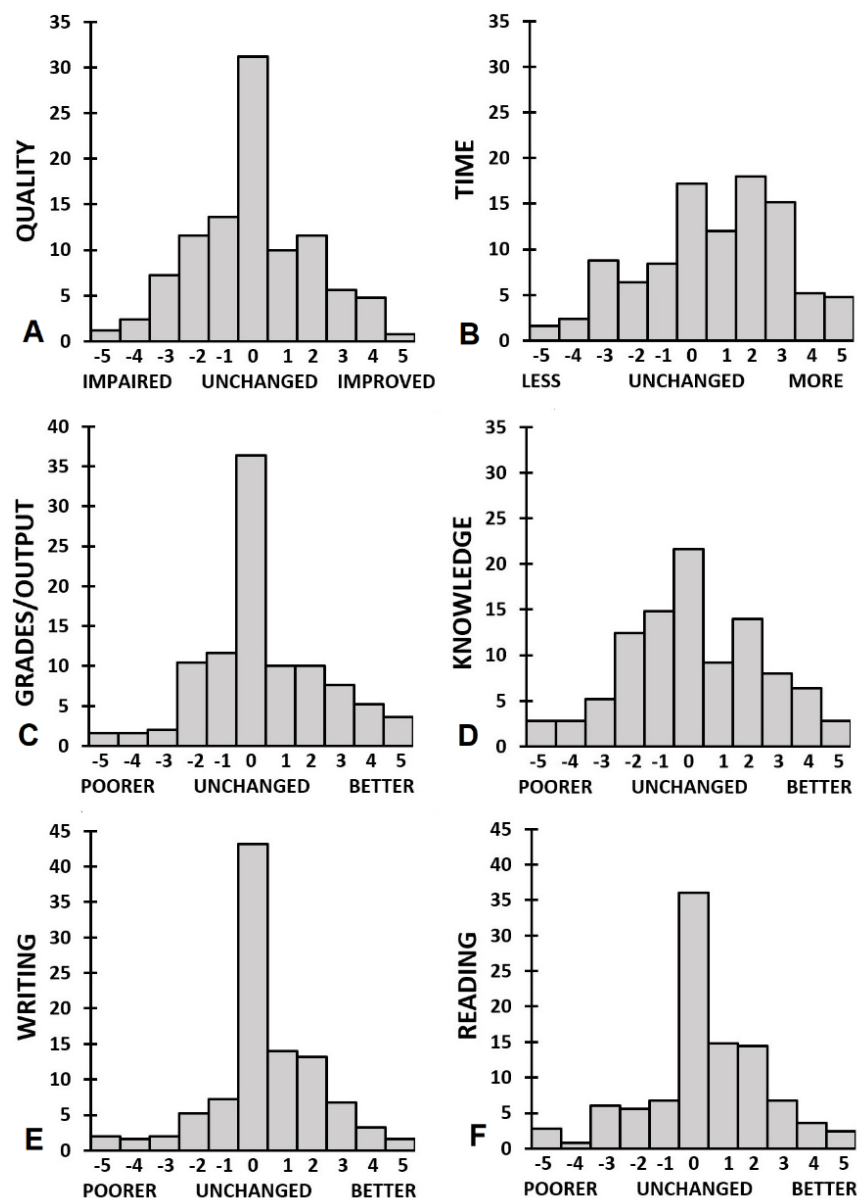 QUALITY
35
30
25
20
15
10
5
0
A
-5 -4 -3 -2 -1 0 1 2 3 4 5
IMPAIRED UNCHANGED IMPROVED
TIME
35
30
25
20
15
10
5
0
B
-5 -4 -3 -2 -1 0 1 2 3 4 5
LESS UNCHANGED MORE
GRADES/OUTPUT
40
35
30
25
20
15
10
5
0
C
-5 -4 -3 -2 -1 0 1 2 3 4 5
POORER UNCHANGED BETTER
KNOWLEDGE
35
30
25
20
15
10
5
0
D
-5 -4 -3 -2 -1 0 1 2 3 4 5
POORER UNCHANGED BETTER
WRITING
45
40
35
30
25
20
15
10
5
0
E
-5 -4 -3 -2 -1 0 1 2 3 4 5
POORER UNCHANGED BETTER
READING
45
40
35
30
25
20
15
10
5
0
F
-5 -4 -3 -2 -1 0 1 2 3 4 5
POORER UNCHANGED BETTER